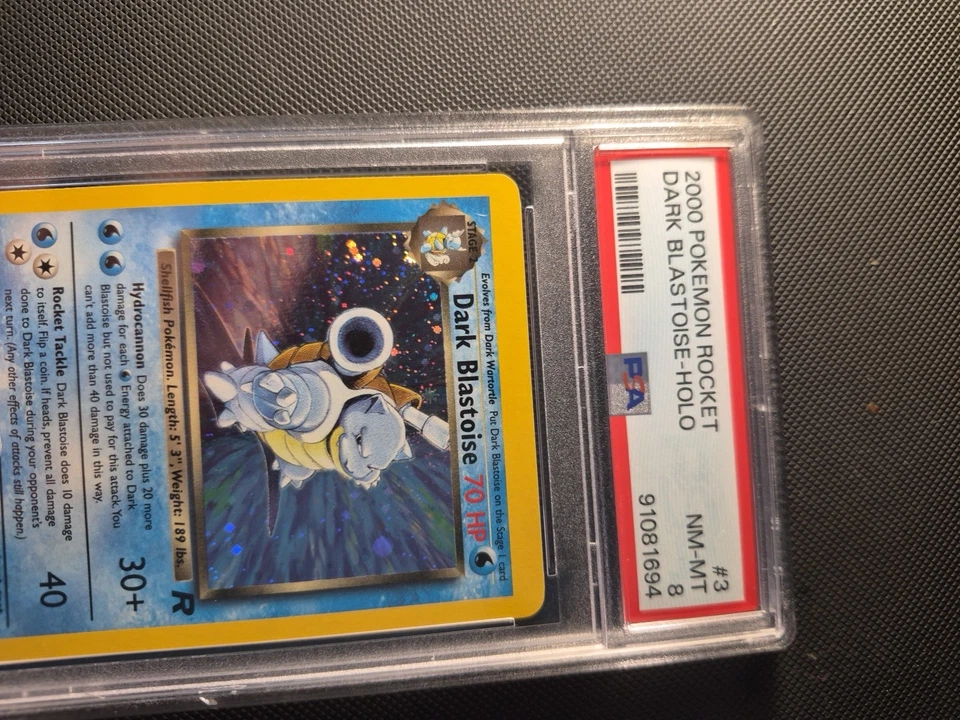 2000 POKEMON ROCKET #3
DARK BLASTOISE-HOLO NM-MT
8
PSA 91081694
STAGE 2
Evolves from Dark Wartortle Put Dark Blastoise on the Stage 1 card
Dark Blastoise 70 HP
Shellfish Pokémon. Length: 5' 3", Weight: 189 lbs.
Hydrocannon Does 30 damage plus 20 more
damage for each Energy attached to Dark
Blastoise but not used to pay for this attack. You
can't add more than 40 damage in this way.
30+
Rocket Tackle Dark Blastoise does 10 damage
to itself. Flip a coin. If heads, prevent all damage
done to Dark Blastoise during your opponent's
next turn. (Any other effects of attacks still happen.)
40
R